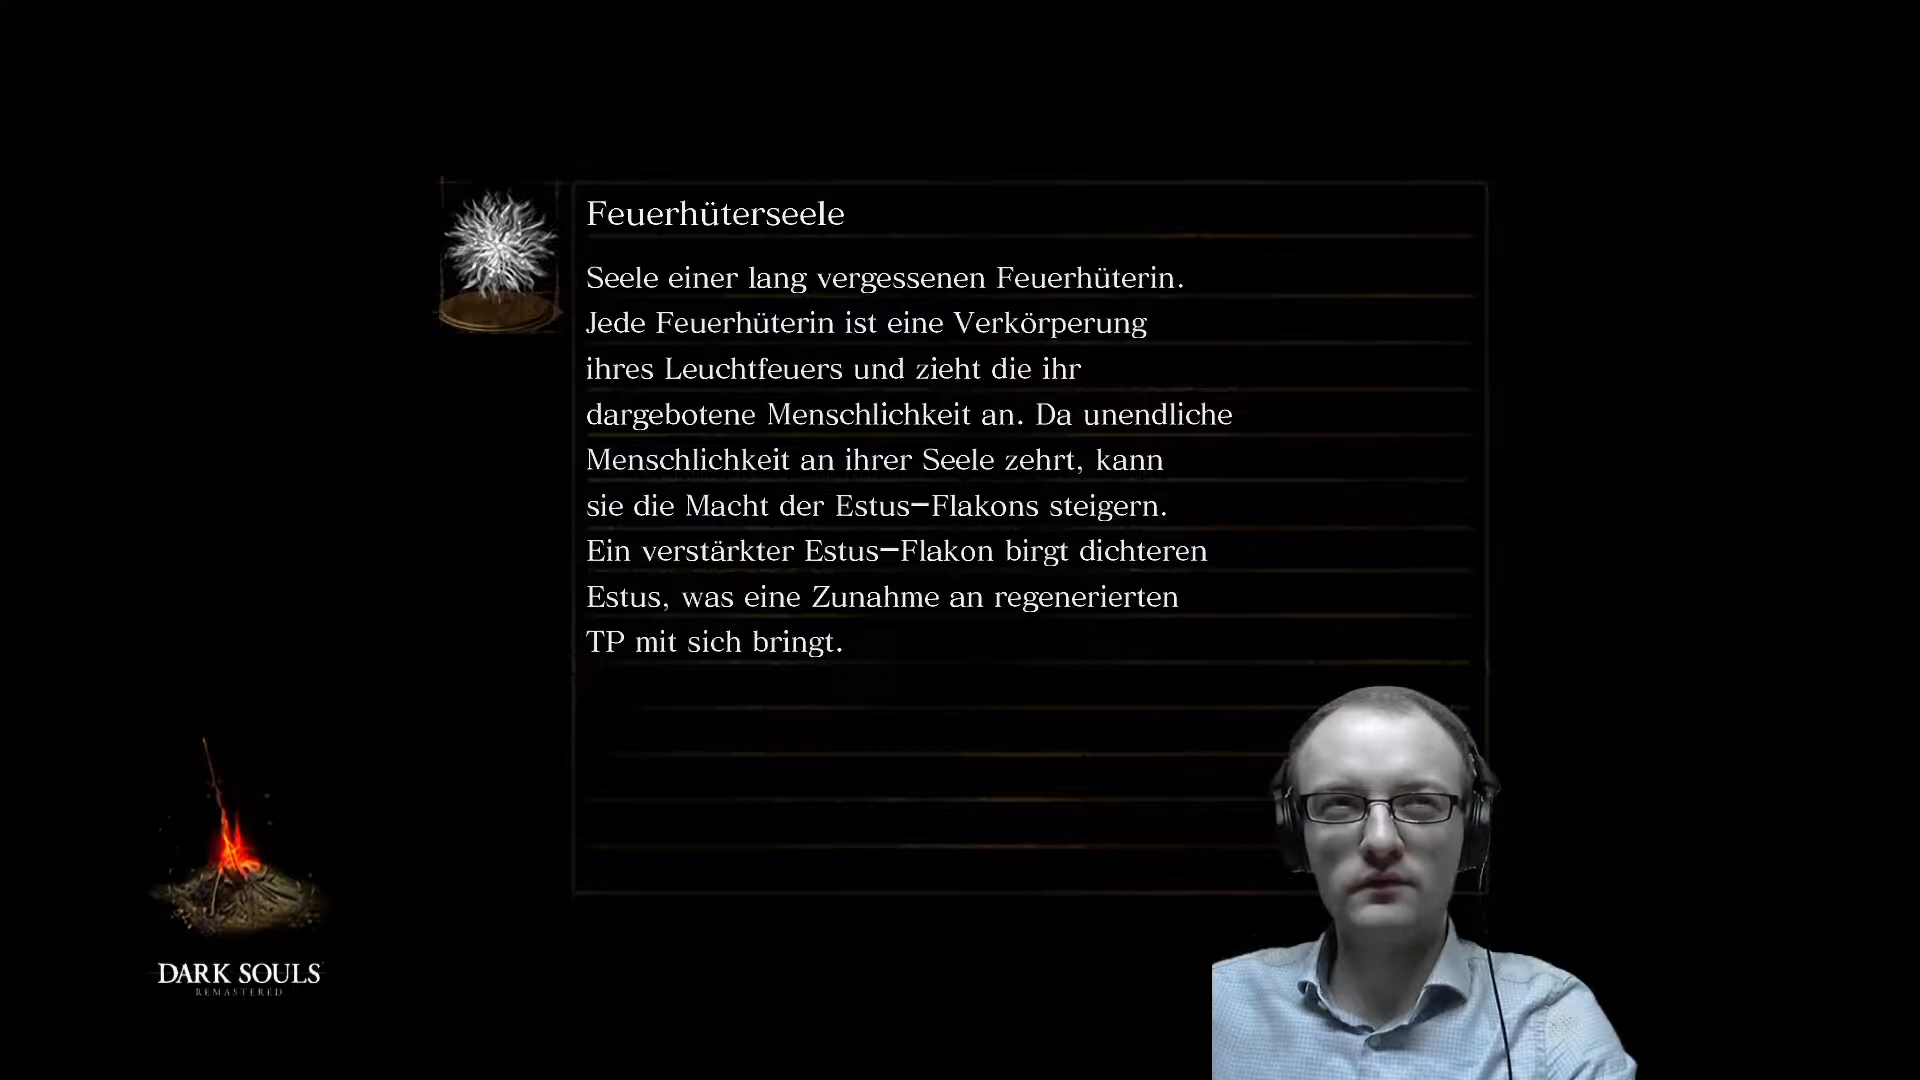 Feuerhüterseele
Seele einer lang vergessenen Feuerhüterin.
Jede Feuerhüterin ist eine Verkörperung
ihres Leuchtfeuers und zieht die ihr
dargebotene Menschlichkeit an. Da unendliche
Menschlichkeit an ihrer Seele zehrt, kann
sie die Macht der Estus-Flakons steigern.
Ein verstärkter Estus-Flakon birgt dichteren
Estus, was eine Zunahme an regenerierten
TP mit sich bringt.
DARK SOULS
REMASTERED